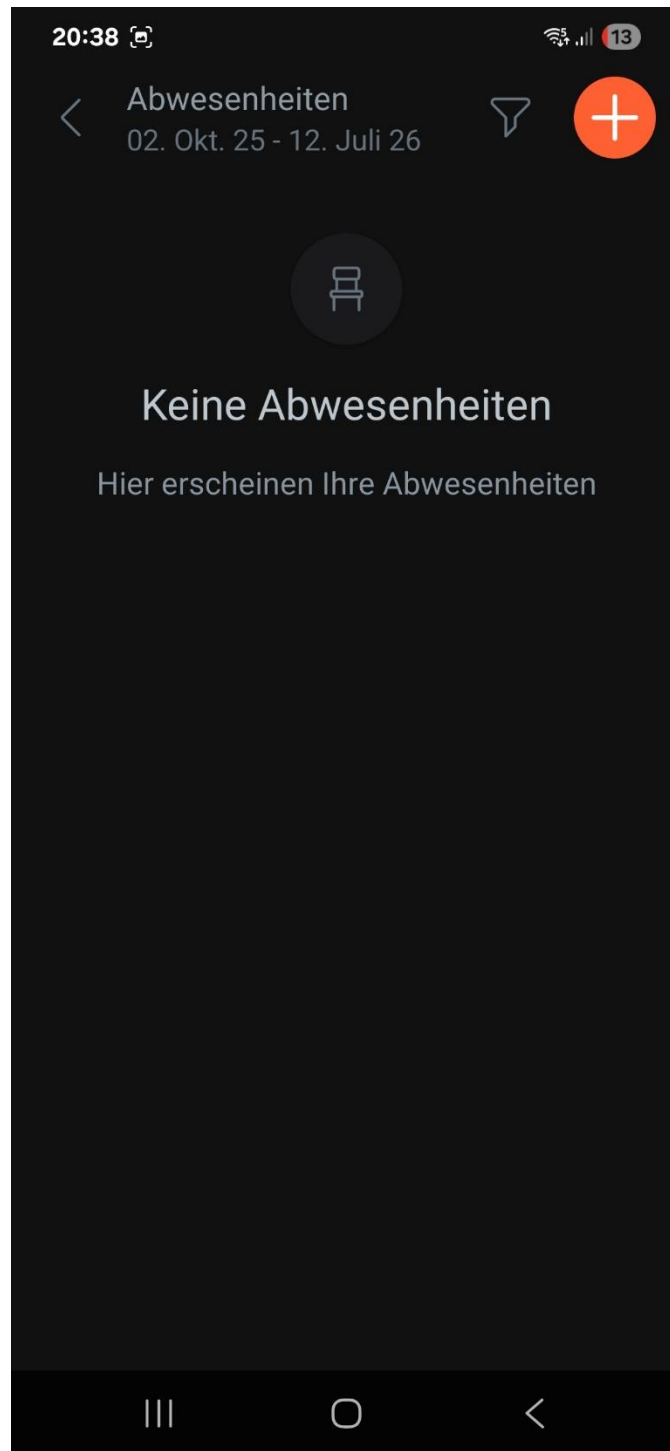 20:38
13
Abwesenheiten
02. Okt. 25 - 12. Juli 26
Keine Abwesenheiten
Hier erscheinen Ihre Abwesenheiten